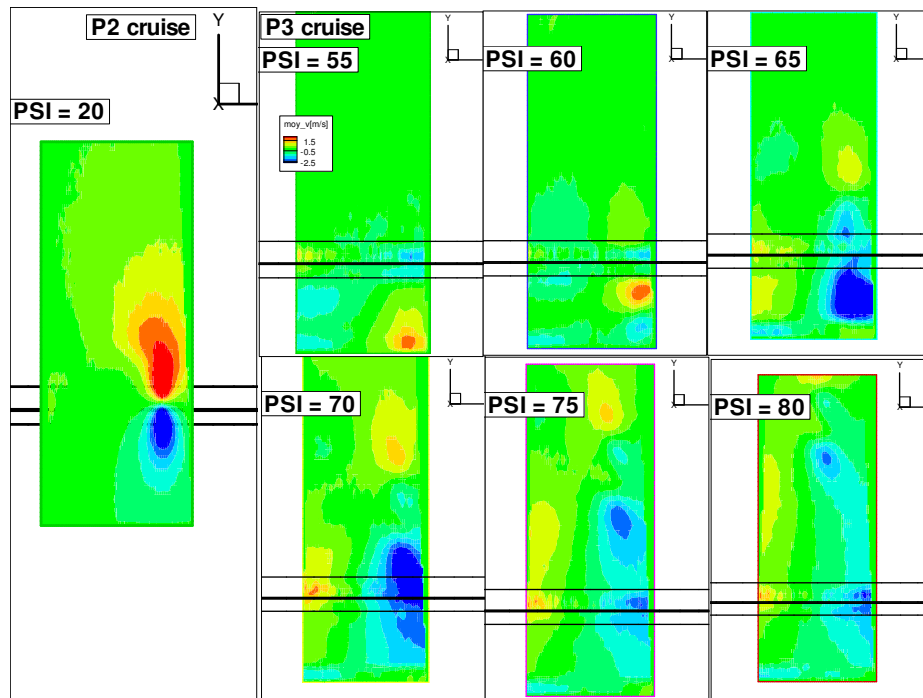 P2 cruise
Y
X
PSI = 20
P3 cruise
Y
X
PSI = 55
moy_v[m/s]
1.5
-0.5
-2.5
Y
X
PSI = 60
Y
X
PSI = 65
Y
X
PSI = 70
Y
X
PSI = 75
Y
X
PSI = 80